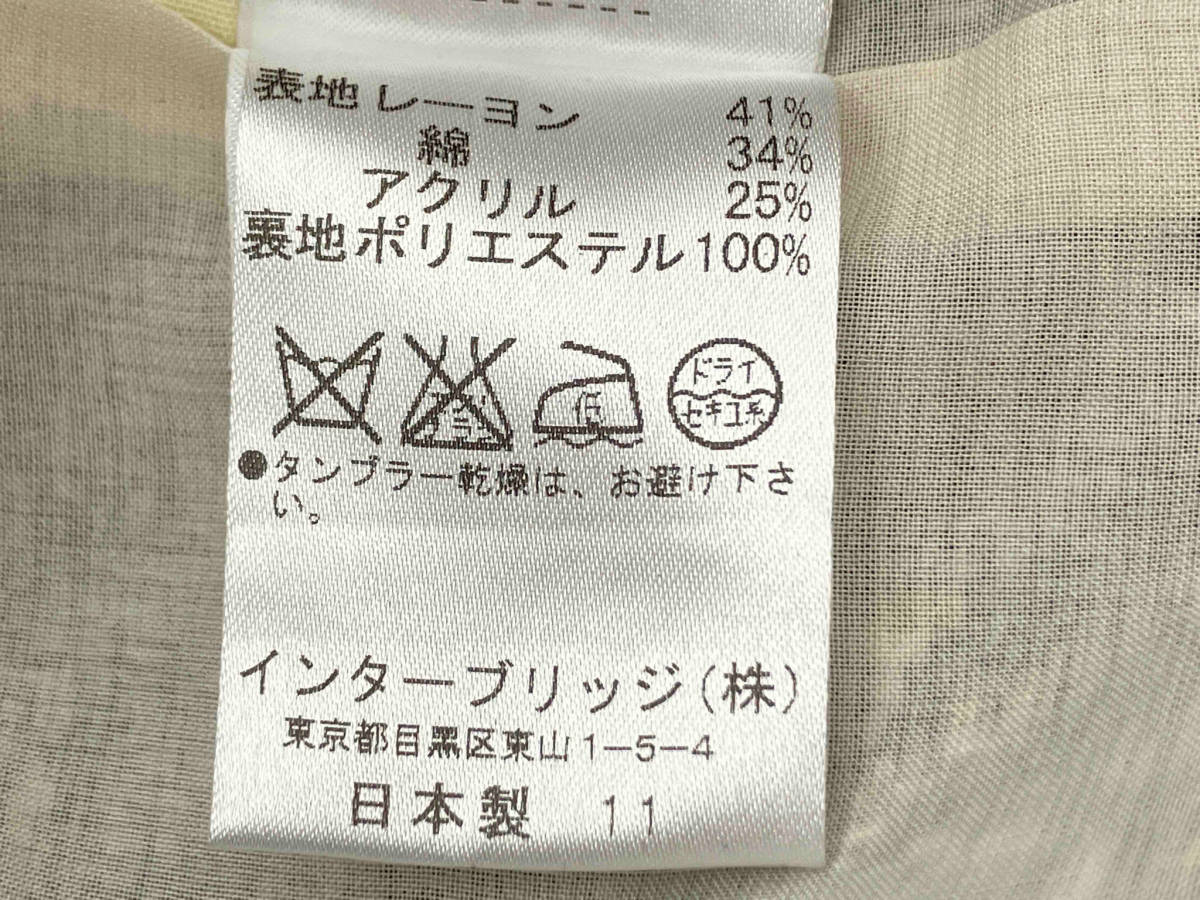 表地レーヨン 41%
綿 34%
アクリル 25%
裏地ポリエステル100%
低
ドライ
セキユ系
●タンブラー乾燥は、お避け下さ
い。
インターブリッジ(株)
東京都目黒区東山1-5-4
日本製 11